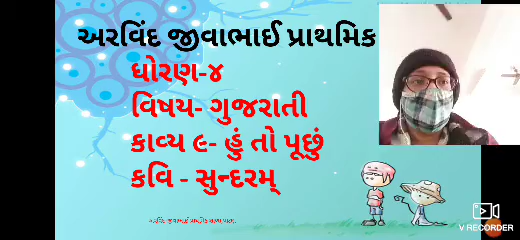 અરવિંદ જીવાભાઈ પ્રાથમિક
ધોરણ-૪
વિષય- ગુજરાતી
કાવ્ય ૯- હું તો પૂછું
કવિ - સુન્દરમ્
V RECORDER